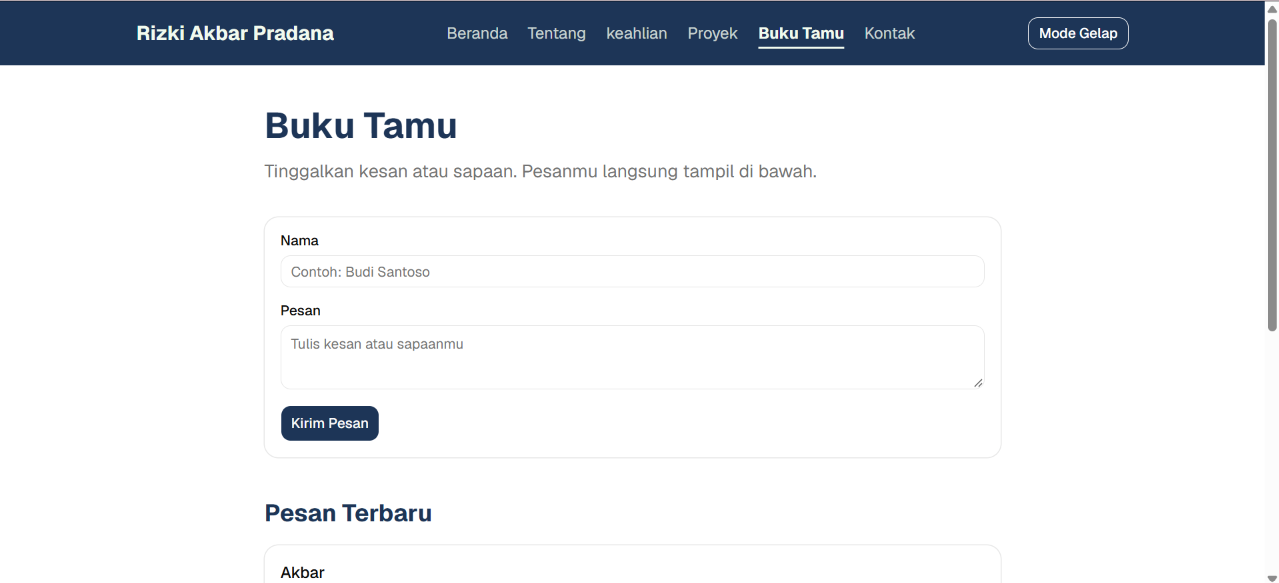 Rizki Akbar Pradana
Beranda Tentang keahlian Proyek Buku Tamu Kontak
Mode Gelap
Buku Tamu
Tinggalkan kesan atau sapaan. Pesanmu langsung tampil di bawah.
Nama
Contoh: Budi Santoso
Pesan
Tulis kesan atau sapaanmu
Kirim Pesan
Pesan Terbaru
Akbar